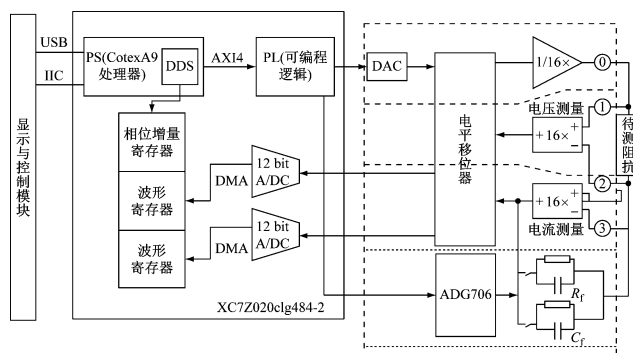 显示与控制模块
USB
IIC
PS(CotexA9
处理器)
DDS
AXI4
PL(可编程
逻辑)
相位增量
寄存器
波形
寄存器
波形
寄存器
DMA
12 bit
A/DC
DMA
12 bit
A/DC
XC7Z020clg484-2
DAC
电平移位器
1/16×
0
电压测量
1
+16×
+
−
2
+16×
+
−
电流测量
3
待测阻抗
ADG706
Rf
Cf